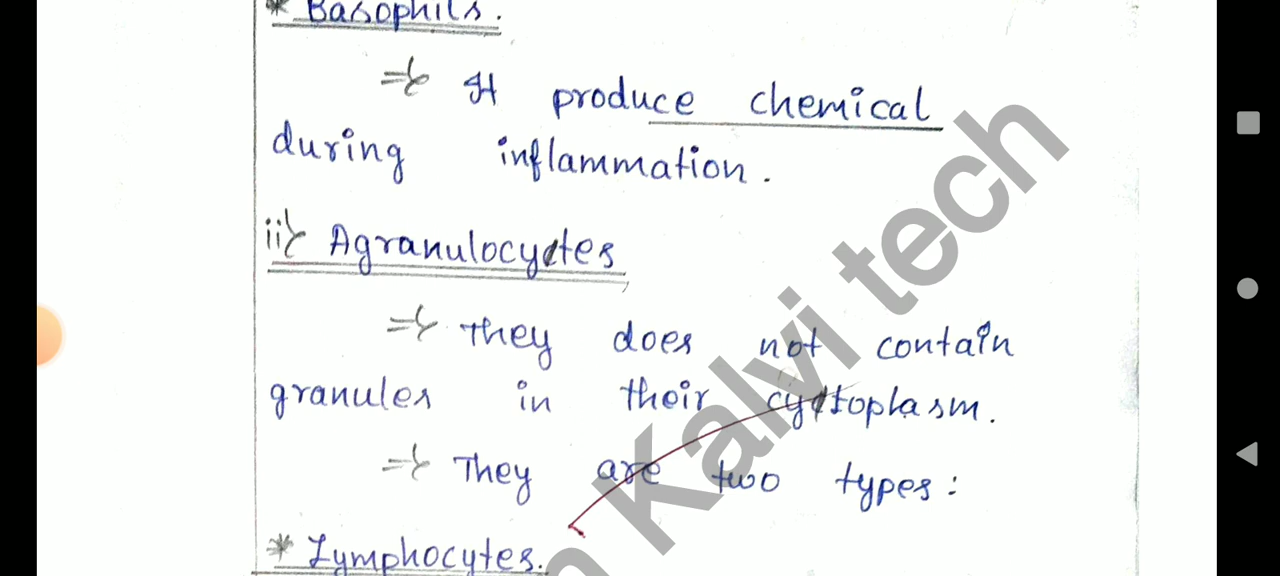 * Basophils.
=> It produce chemical
during inflammation.
ii) Agranulocytes
=> They does not contain
granules in their cytoplasm.
=> They are two types:
* Lymphocytes.
n Kalvi tech